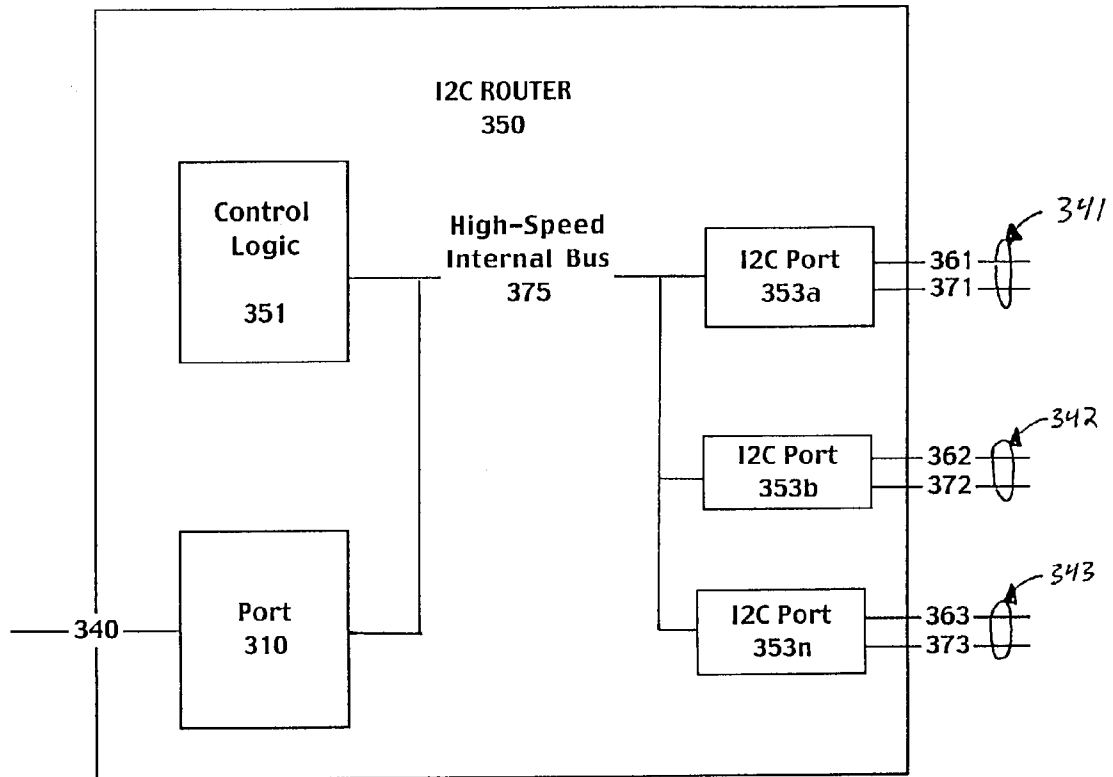 I2C ROUTER
350
Control
Logic
351
High-Speed
Internal Bus
375
I2C Port
353a
361
371
341
I2C Port
353b
362
372
342
Port
310
340
I2C Port
353n
363
373
343